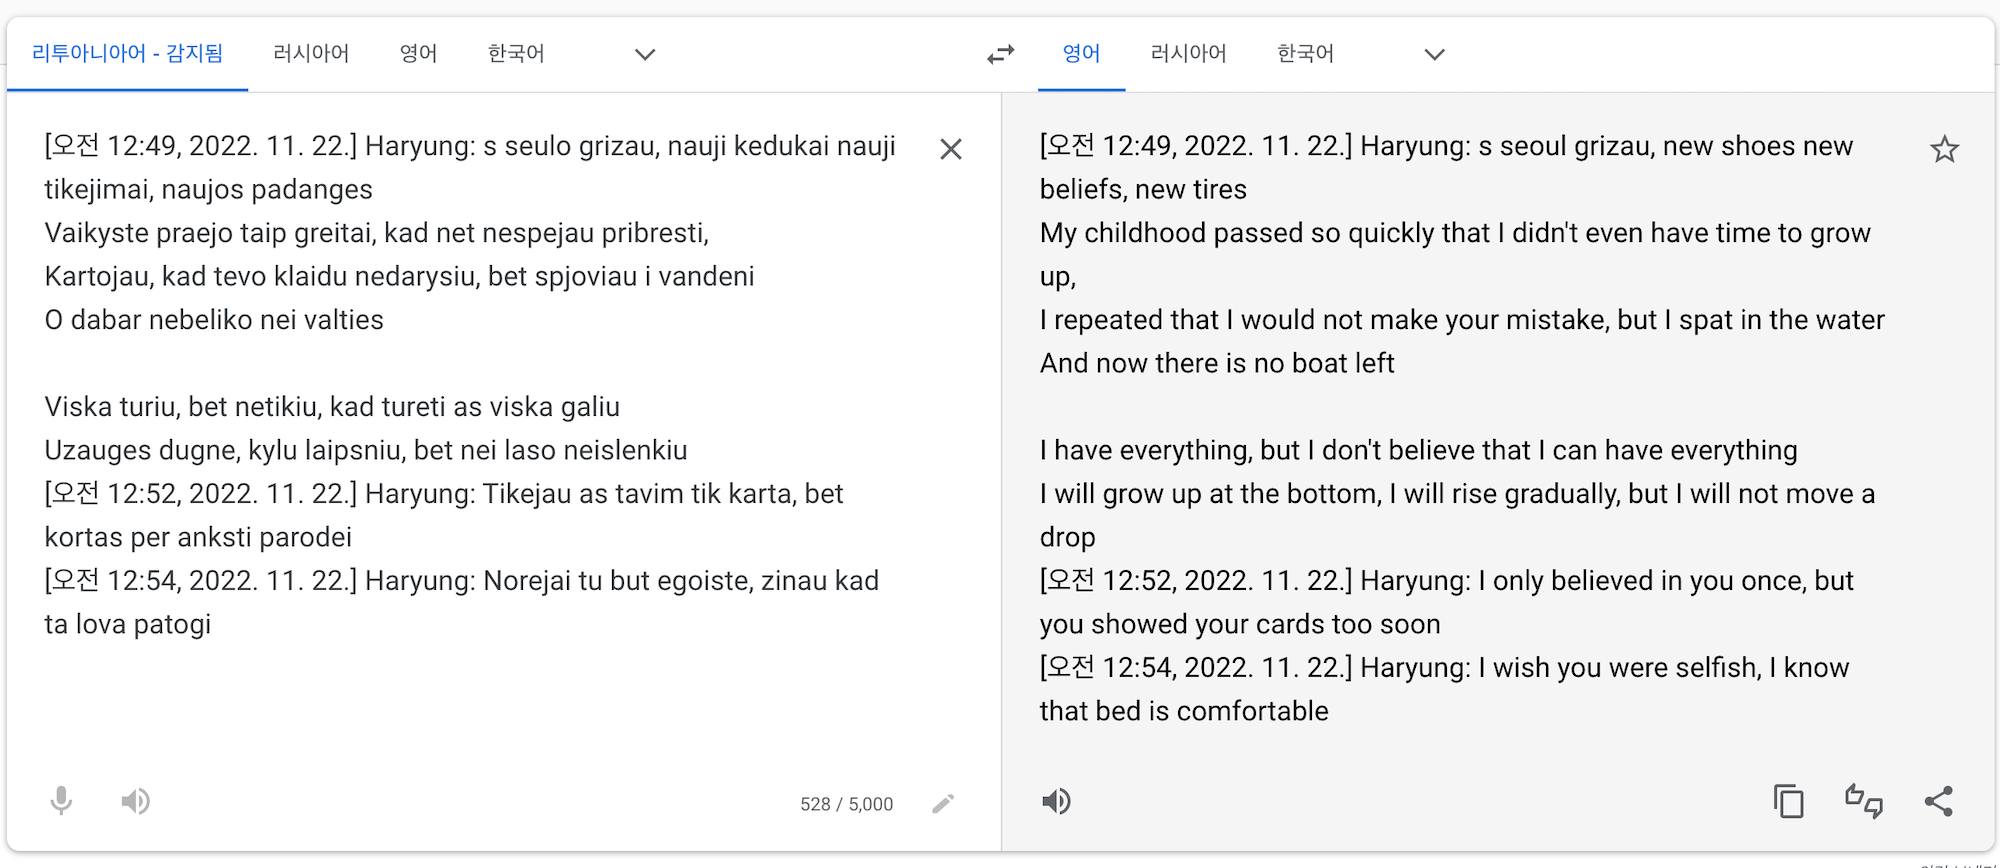 리투아니아어 - 감지됨
러시아어
영어
한국어
영어
러시아어
한국어
[오전 12:49, 2022. 11. 22.] Haryung: s seulo grizau, nauji kedukai nauji
tikejimai, naujos padanges
Vaikyste praejo taip greitai, kad net nespejau pribresti,
Kartojau, kad tevo klaidu nedarysiu, bet spjoviau i vandeni
O dabar nebeliko nei valties
Viska turiu, bet netikiu, kad tureti as viska galiu
Uzauges dugne, kylu laipsniu, bet nei laso neislenkiu
[오전 12:52, 2022. 11. 22.] Haryung: Tikejau as tavim tik karta, bet
kortas per anksti parodei
[오전 12:54, 2022. 11. 22.] Haryung: Norejai tu but egoiste, zinau kad
ta lova patogi
528 / 5,000
[오전 12:49, 2022. 11. 22.] Haryung: s seoul grizau, new shoes new
beliefs, new tires
My childhood passed so quickly that I didn't even have time to grow
up,
I repeated that I would not make your mistake, but I spat in the water
And now there is no boat left
I have everything, but I don't believe that I can have everything
I will grow up at the bottom, I will rise gradually, but I will not move a
drop
[오전 12:52, 2022. 11. 22.] Haryung: I only believed in you once, but
you showed your cards too soon
[오전 12:54, 2022. 11. 22.] Haryung: I wish you were selfish, I know
that bed is comfortable